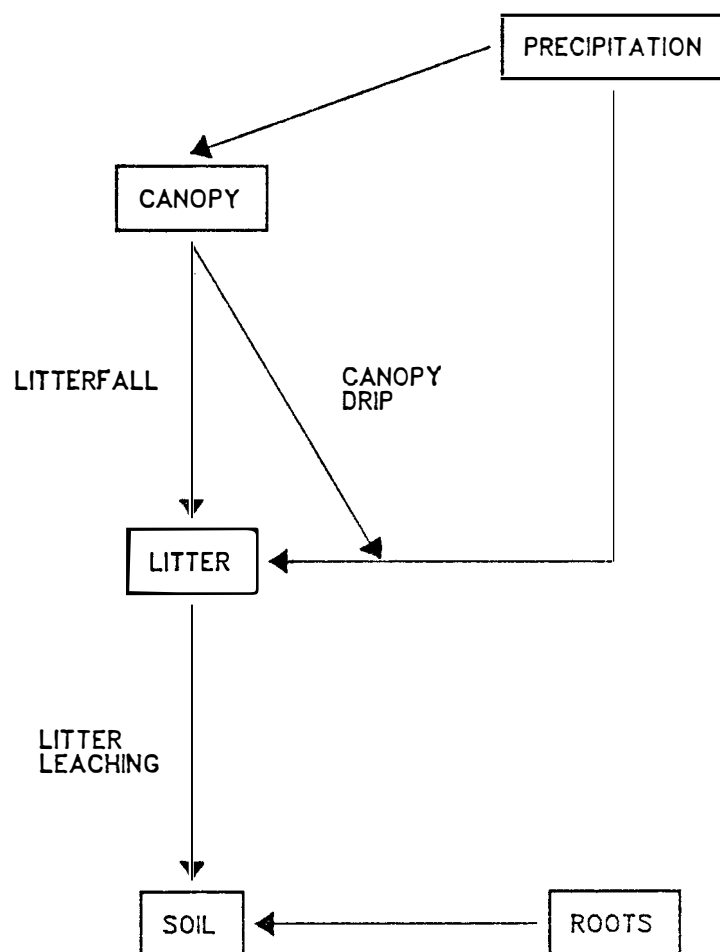 PRECIPITATION
CANOPY
LITTERFALL
CANOPY
DRIP
LITTER
LITTER
LEACHING
SOIL
ROOTS